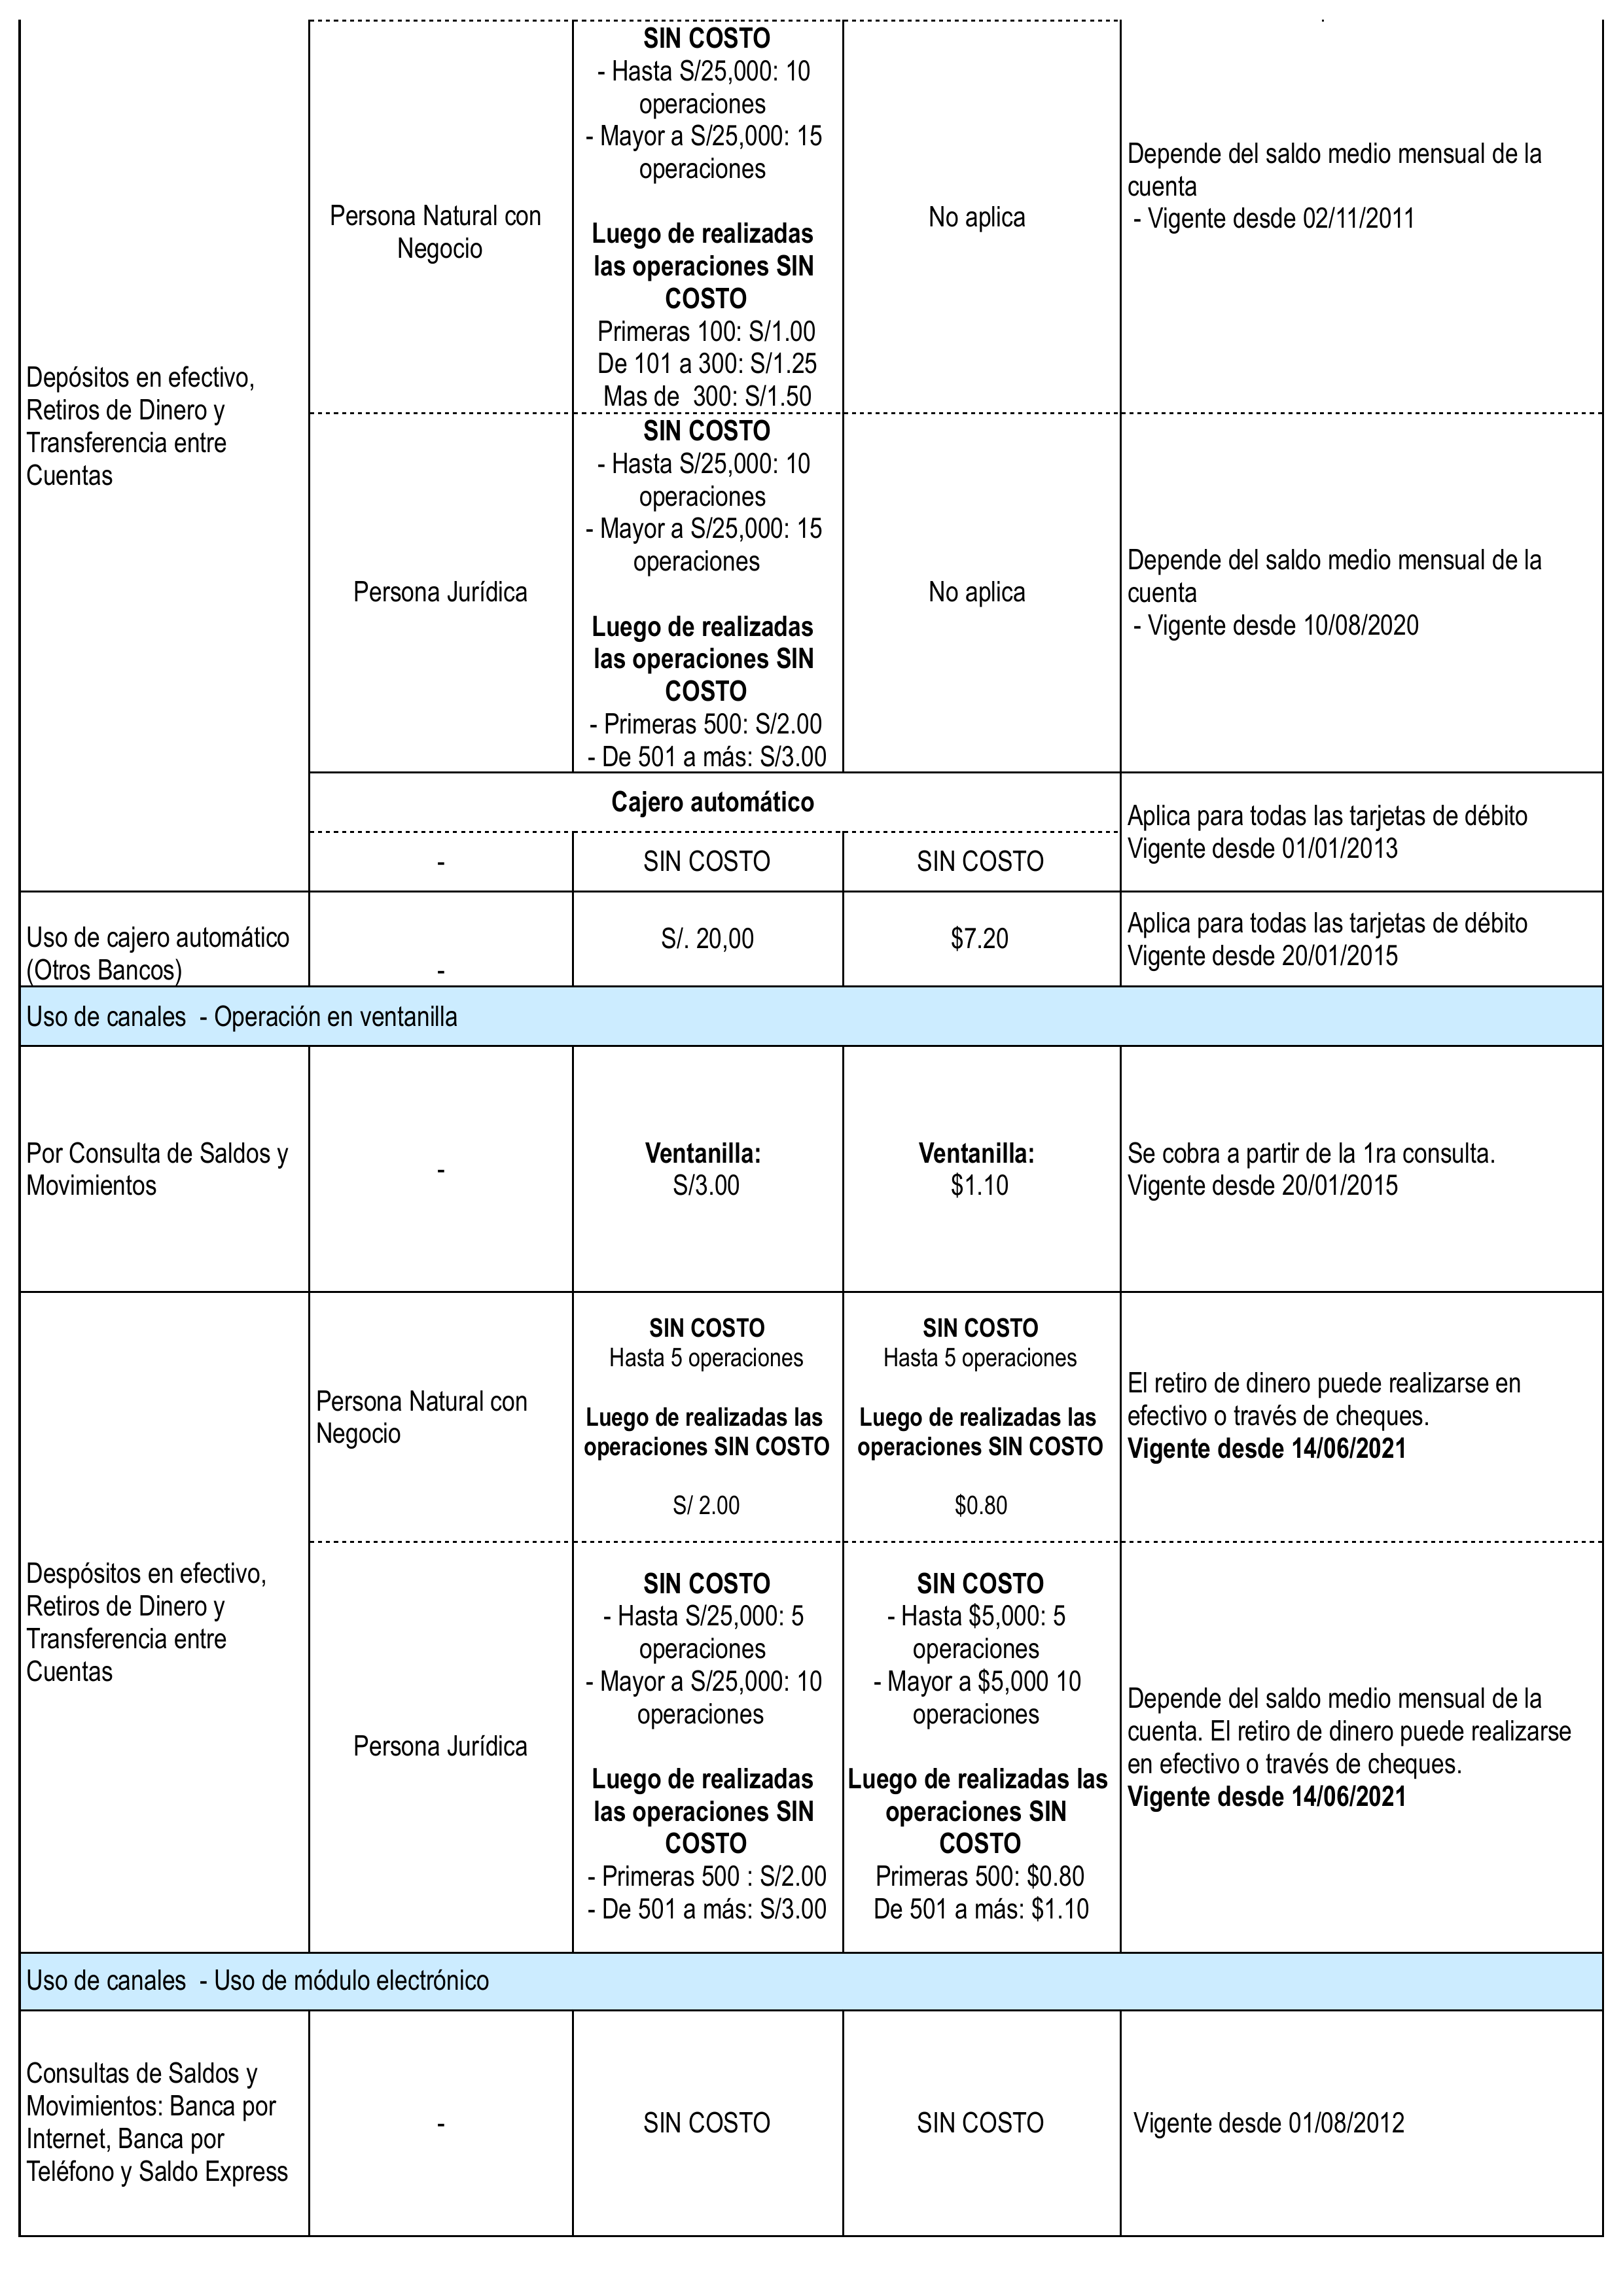 Depósitos en efectivo,
Retiros de Dinero y
Transferencia entre
Cuentas
Persona Natural con
Negocio
SIN COSTO
- Hasta S/25,000: 10
operaciones
- Mayor a S/25,000: 15
operaciones
Luego de realizadas
las operaciones SIN
COSTO
Primeras 100: S/1.00
De 101 a 300: S/1.25
Mas de  300: S/1.50
No aplica
Depende del saldo medio mensual de la
cuenta
- Vigente desde 02/11/2011
Persona Jurídica
SIN COSTO
- Hasta S/25,000: 10
operaciones
- Mayor a S/25,000: 15
operaciones
Luego de realizadas
las operaciones SIN
COSTO
- Primeras 500: S/2.00
- De 501 a más: S/3.00
No aplica
Depende del saldo medio mensual de la
cuenta
- Vigente desde 10/08/2020
Cajero automático
-
SIN COSTO
SIN COSTO
Aplica para todas las tarjetas de débito
Vigente desde 01/01/2013
Uso de cajero automático
(Otros Bancos)
-
S/. 20,00
$7.20
Aplica para todas las tarjetas de débito
Vigente desde 20/01/2015
Uso de canales  - Operación en ventanilla
Por Consulta de Saldos y
Movimientos
-
Ventanilla:
S/3.00
Ventanilla:
$1.10
Se cobra a partir de la 1ra consulta.
Vigente desde 20/01/2015
Despósitos en efectivo,
Retiros de Dinero y
Transferencia entre
Cuentas
Persona Natural con
Negocio
SIN COSTO
Hasta 5 operaciones
Luego de realizadas las
operaciones SIN COSTO
S/ 2.00
SIN COSTO
Hasta 5 operaciones
Luego de realizadas las
operaciones SIN COSTO
$0.80
El retiro de dinero puede realizarse en
efectivo o través de cheques.
Vigente desde 14/06/2021
Persona Jurídica
SIN COSTO
- Hasta S/25,000: 5
operaciones
- Mayor a S/25,000: 10
operaciones
Luego de realizadas
las operaciones SIN
COSTO
- Primeras 500 : S/2.00
- De 501 a más: S/3.00
SIN COSTO
- Hasta $5,000: 5
operaciones
- Mayor a $5,000 10
operaciones
Luego de realizadas las
operaciones SIN
COSTO
Primeras 500: $0.80
De 501 a más: $1.10
Depende del saldo medio mensual de la
cuenta. El retiro de dinero puede realizarse
en efectivo o través de cheques.
Vigente desde 14/06/2021
Uso de canales  - Uso de módulo electrónico
Consultas de Saldos y
Movimientos: Banca por
Internet, Banca por
Teléfono y Saldo Express
-
SIN COSTO
SIN COSTO
Vigente desde 01/08/2012